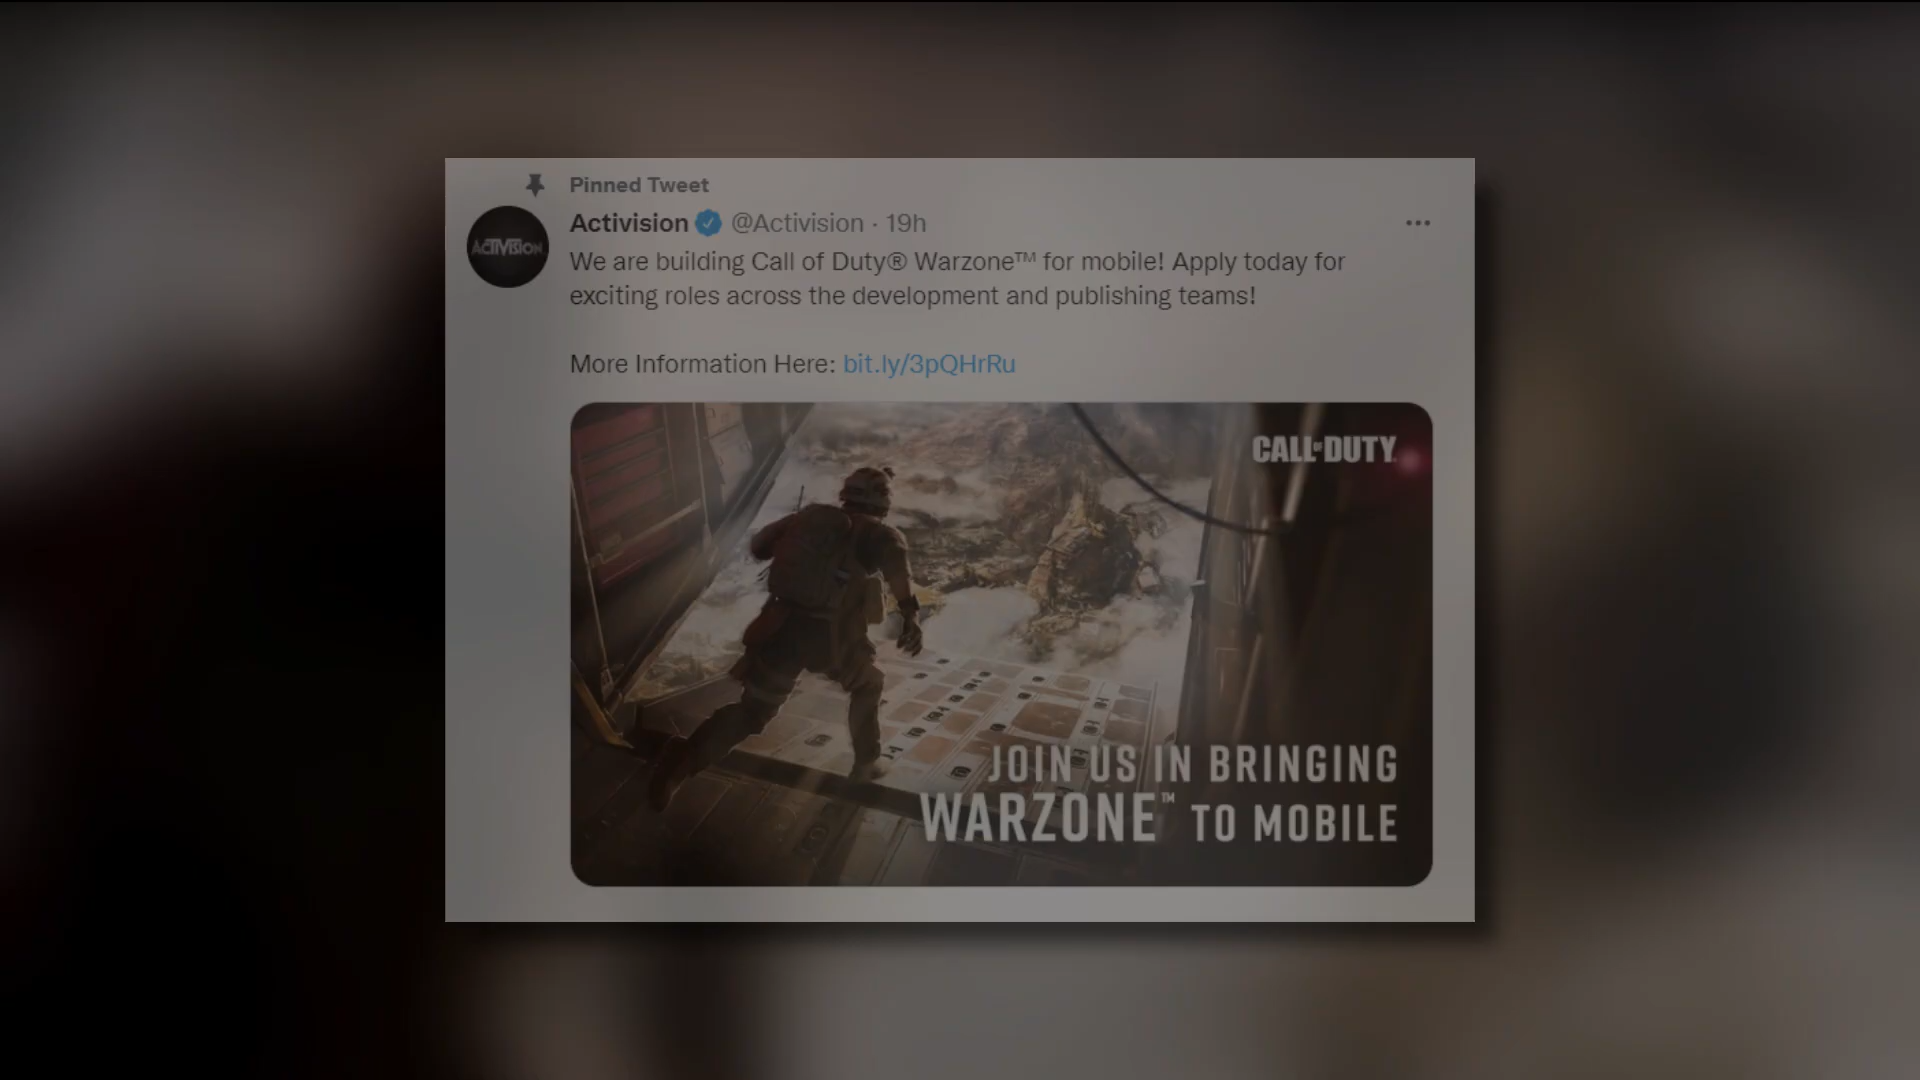 Pinned Tweet
Activision @Activision · 19h
ACTIVISION
We are building Call of Duty® Warzone™ for mobile! Apply today for
exciting roles across the development and publishing teams!
More Information Here: bit.ly/3pQHrRu
CALL OF DUTY
JOIN US IN BRINGING
WARZONE™ TO MOBILE